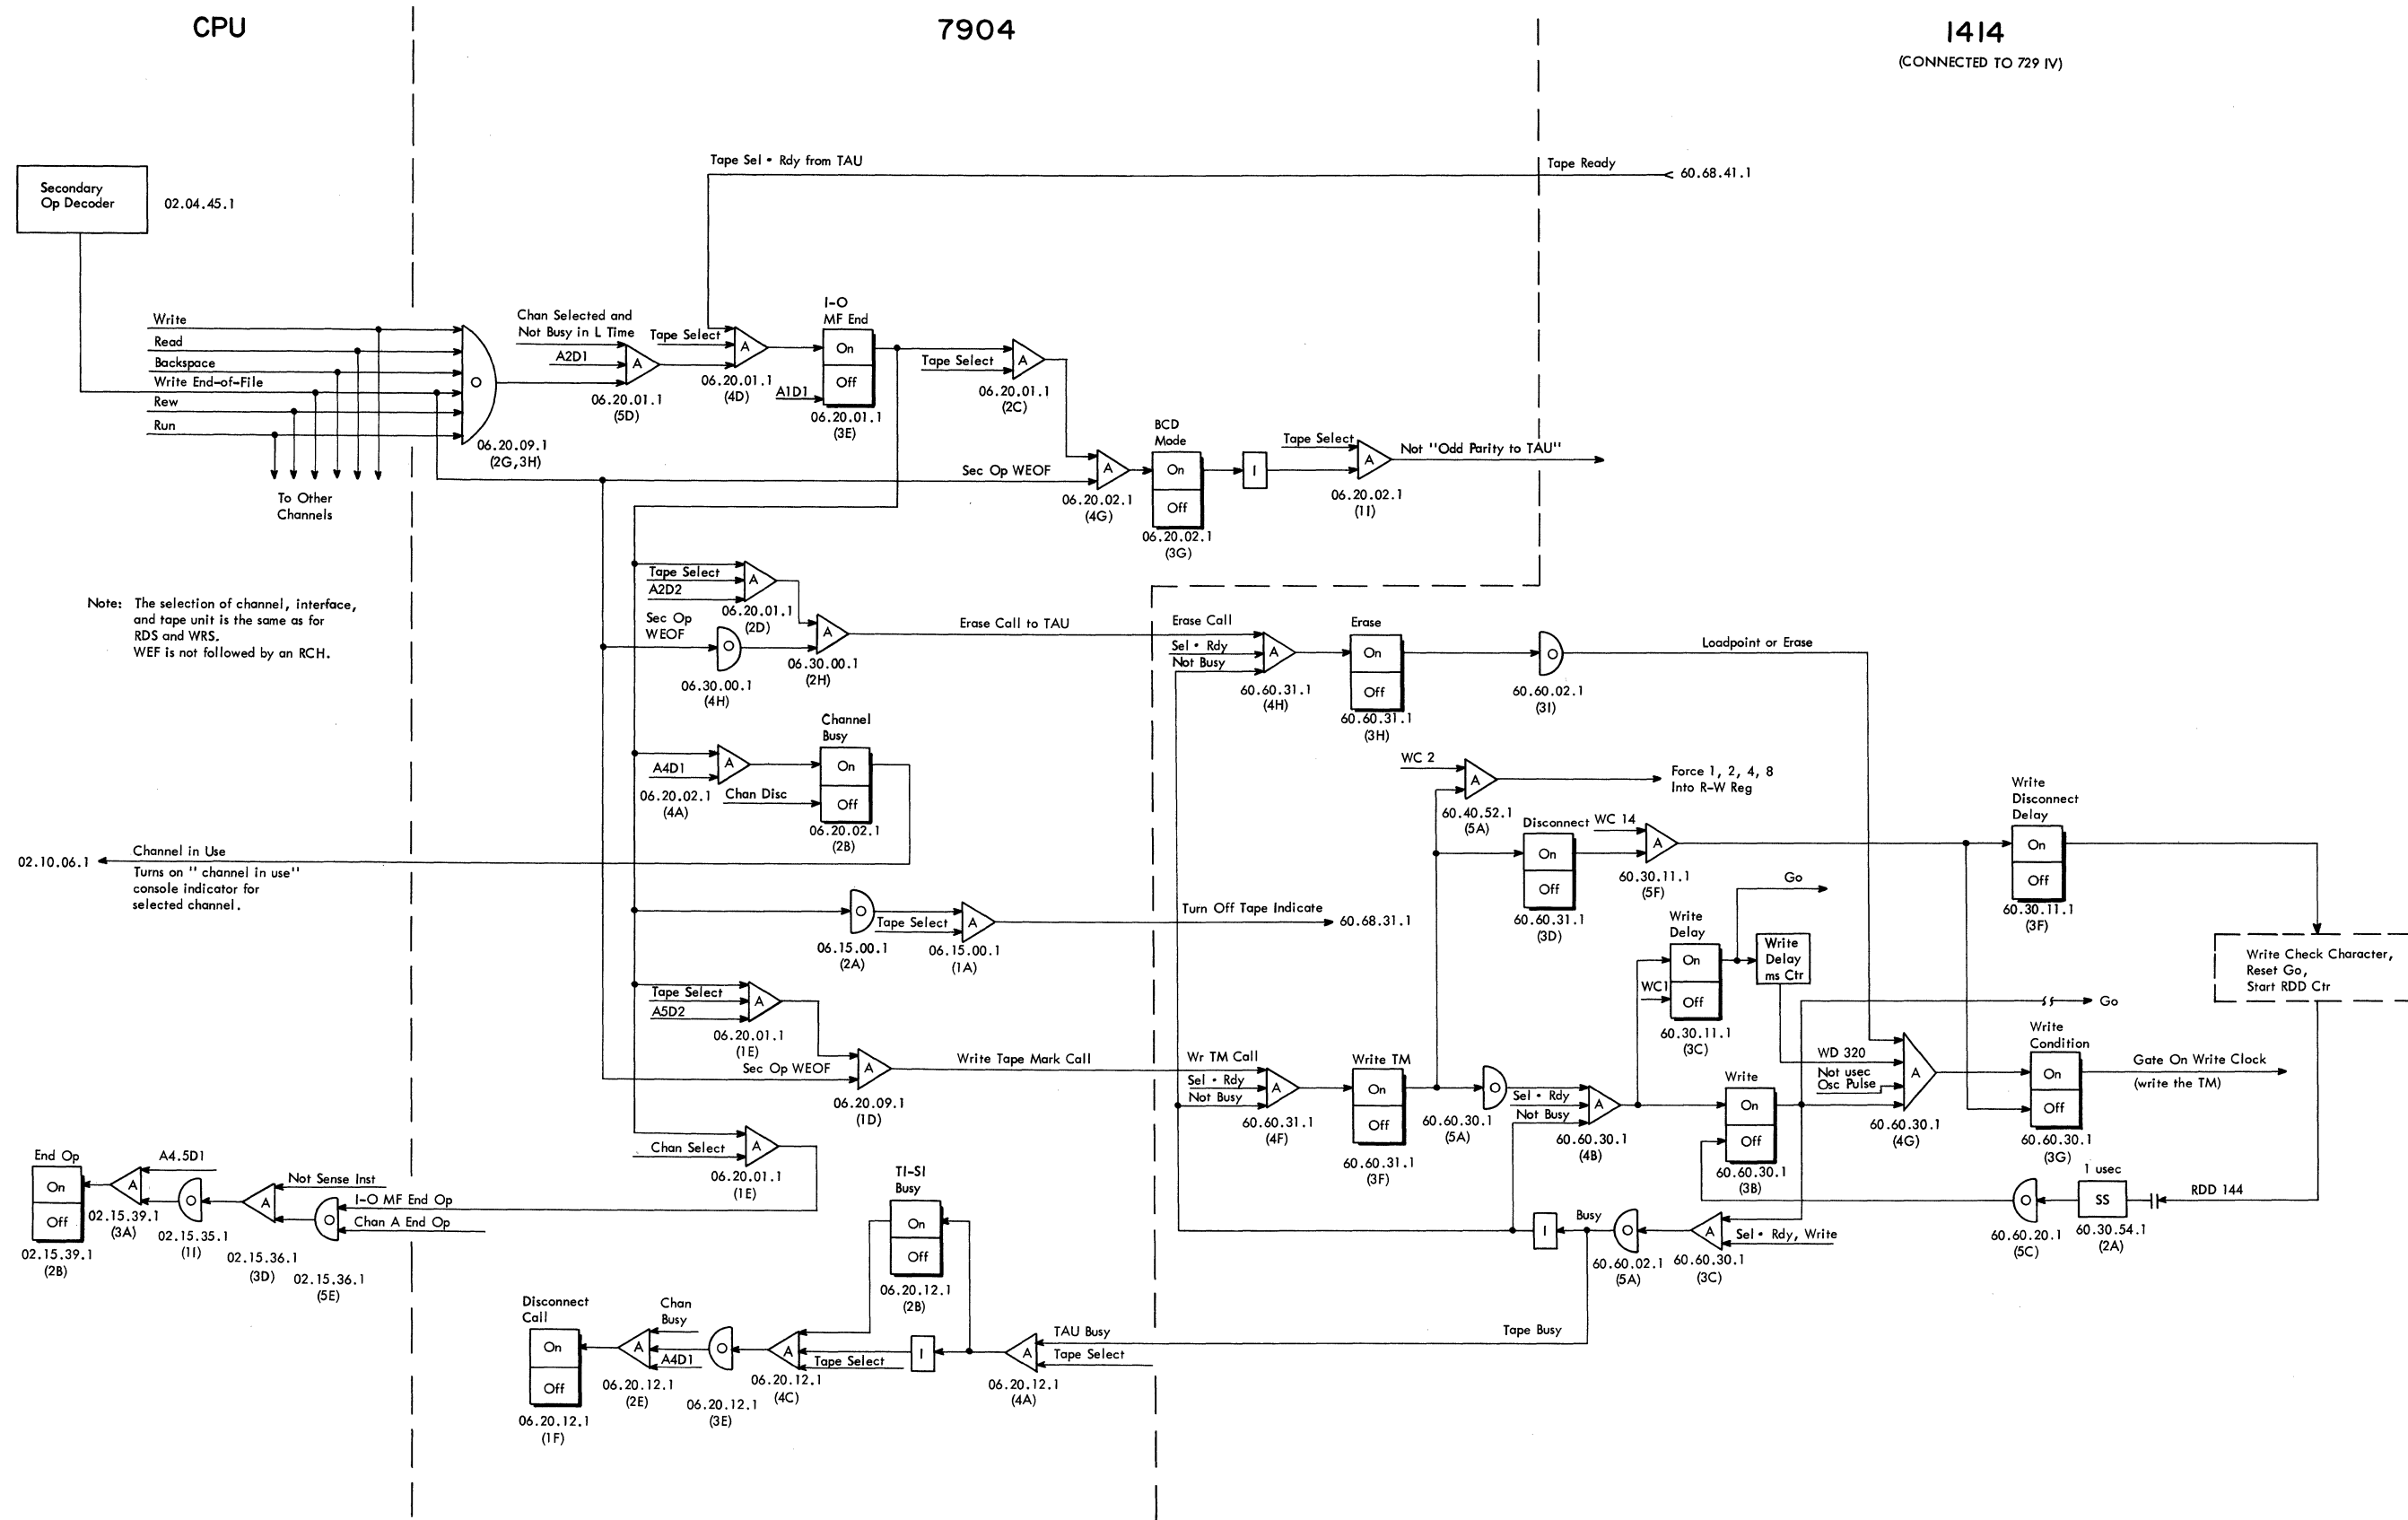 CPU
7904
1414
(CONNECTED TO 729 IV)
Tape Sel • Rdy from TAU
Tape Ready
60.68.41.1
Secondary
Op Decoder
02.04.45.1
Write
Read
Backspace
Write End-of-File
Rew
Run
To Other
Channels
O
06.20.09.1
(2G,3H)
Chan Selected and
Not Busy in L Time
A2D1
A
06.20.01.1
(5D)
Tape Select
A
06.20.01.1
(4D)
I-O
MF End
On
Off
A1D1
06.20.01.1
(3E)
Tape Select
A
06.20.01.1
(2C)
Sec Op WEOF
A
06.20.02.1
(4G)
BCD
Mode
On
Off
06.20.02.1
(3G)
I
Tape Select
A
06.20.02.1
(1I)
Not "Odd Parity to TAU"
Note: The selection of channel, interface,
and tape unit is the same as for
RDS and WRS.
WEF is not followed by an RCH.
Tape Select
A2D2
A
06.20.01.1
(2D)
Sec Op
WEOF
O
06.30.00.1
(4H)
A
06.30.00.1
(2H)
Erase Call to TAU
Erase Call
Sel • Rdy
Not Busy
A
60.60.31.1
(4H)
Erase
On
Off
60.60.31.1
(3H)
O
60.60.02.1
(3I)
Loadpoint or Erase
A4D1
A
06.20.02.1
(4A)
Channel
Busy
On
Off
Chan Disc
06.20.02.1
(2B)
WC 2
A
60.40.52.1
(5A)
Force 1, 2, 4, 8
Into R-W Reg
Disconnect
On
Off
60.60.31.1
(3D)
WC 14
A
60.30.11.1
(5F)
Write
Disconnect
Delay
On
Off
60.30.11.1
(3F)
02.10.06.1
Channel in Use
Turns on " channel in use"
console indicator for
selected channel.
O
06.15.00.1
(2A)
Tape Select
A
06.15.00.1
(1A)
Turn Off Tape Indicate
60.68.31.1
Go
Write
Delay
On
Off
WC1
60.30.11.1
(3C)
Write
Delay
ms Ctr
Write Check Character,
Reset Go,
Start RDD Ctr
Go
Tape Select
A5D2
A
06.20.01.1
(1E)
Sec Op WEOF
A
06.20.09.1
(1D)
Write Tape Mark Call
Wr TM Call
Sel • Rdy
Not Busy
A
60.60.31.1
(4F)
Write TM
On
Off
60.60.31.1
(3F)
O
60.60.30.1
(5A)
Sel • Rdy
Not Busy
A
60.60.30.1
(4B)
Write
On
Off
60.60.30.1
(3B)
WD 320
Not usec
Osc Pulse
A
60.60.30.1
(4G)
Write
Condition
On
Off
60.60.30.1
(3G)
Gate On Write Clock
(write the TM)
Chan Select
A
06.20.01.1
(1E)
End Op
On
Off
02.15.39.1
(2B)
A4.5D1
A
02.15.39.1
(3A)
O
02.15.35.1
(1I)
Not Sense Inst
A
02.15.36.1
(3D)
I-O MF End Op
Chan A End Op
O
02.15.36.1
(5E)
1 usec
SS
60.30.54.1
(2A)
RDD 144
O
60.60.20.1
(5C)
I
Busy
O
60.60.02.1
(5A)
A
Sel • Rdy, Write
60.60.30.1
(3C)
TI-SI
Busy
On
Off
06.20.12.1
(2B)
Disconnect
Call
On
Off
06.20.12.1
(1F)
Chan
Busy
A
A4D1
06.20.12.1
(2E)
O
06.20.12.1
(3E)
A
Tape Select
06.20.12.1
(4C)
I
A
06.20.12.1
(4A)
TAU Busy
Tape Select
Tape Busy